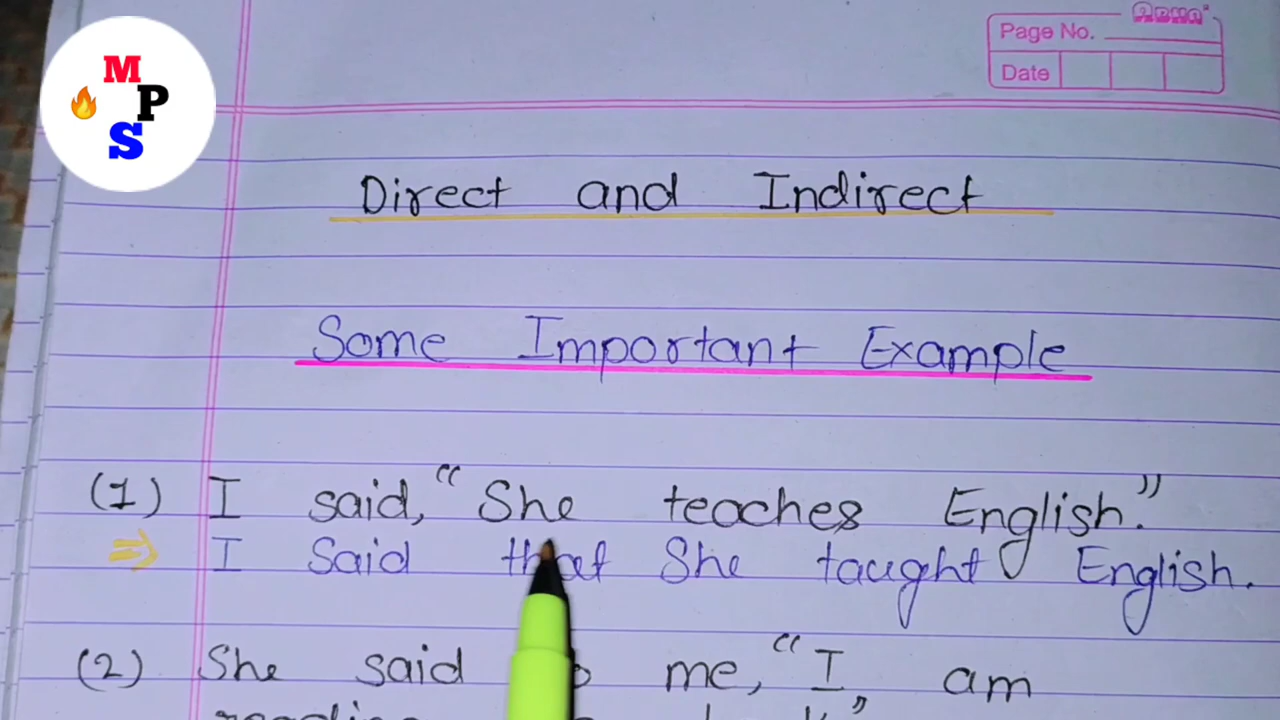 M
P
S
Page No.
Date
Direct and Indirect
Some Important Example
(1) I said, “She teaches English.”
⇒ I Said that She taught English.
(2) She said me, “I, am